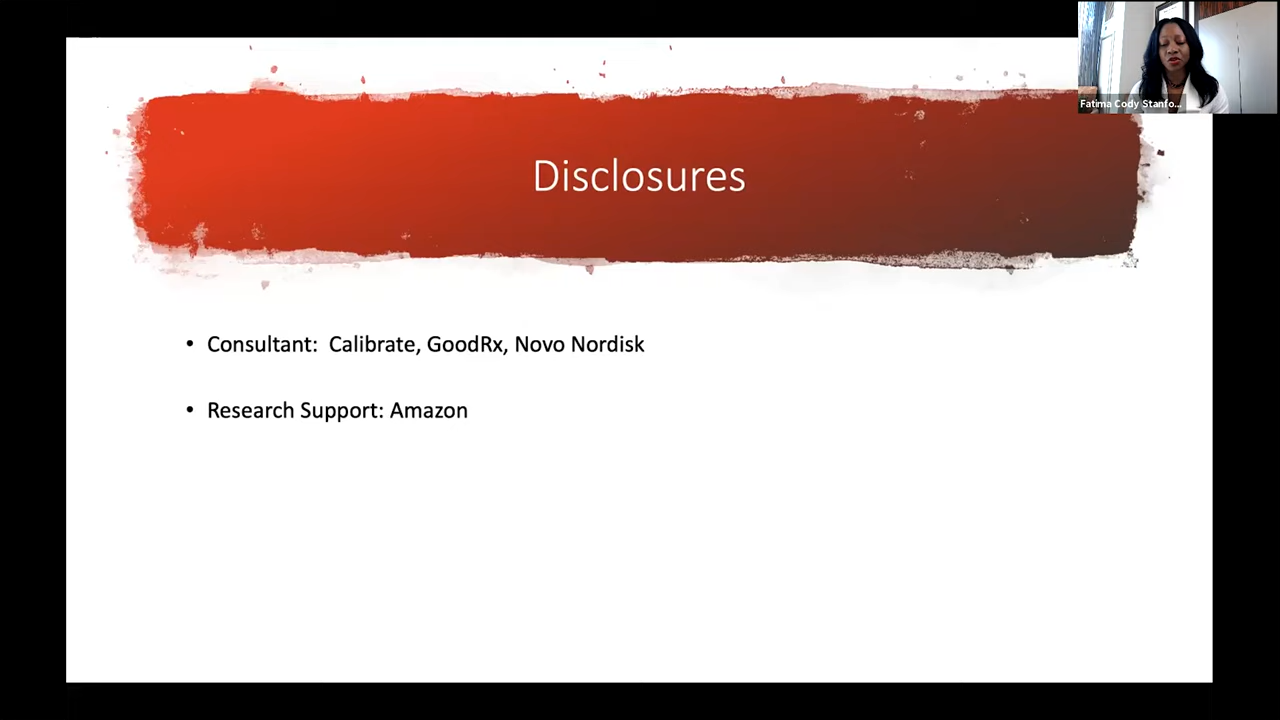 Fatima Cody Stanfo...
Disclosures
• Consultant:  Calibrate, GoodRx, Novo Nordisk
• Research Support: Amazon